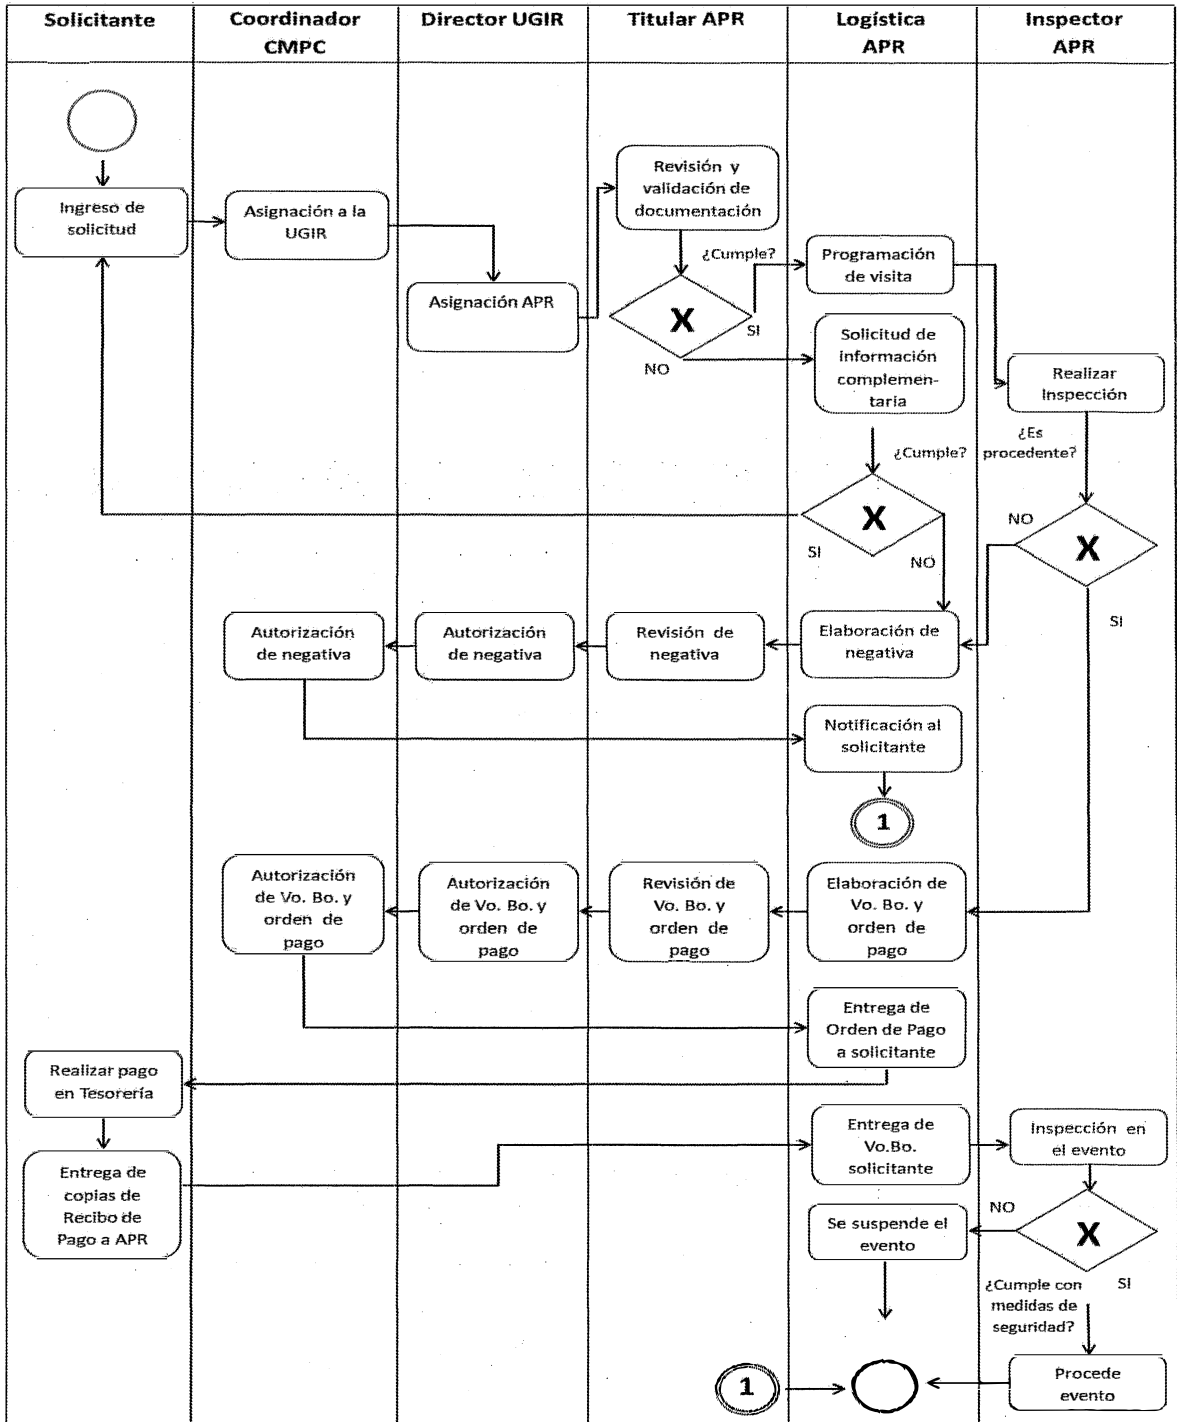 Solicitante
Coordinador
CMPC
Director UGIR
Titular APR
Logística
APR
Inspector
APR
Ingreso de
solicitud
Asignación a la
UGIR
Asignación APR
Revisión y
validación de
documentación
¿Cumple?
X
SI
NO
Programación
de visita
Solicitud de
información
complemen-
taria
Realizar
Inspección
¿Cumple?
¿Es
procedente?
X
SI
NO
NO
X
SI
Autorización
de negativa
Autorización
de negativa
Revisión de
negativa
Elaboración de
negativa
Notificación al
solicitante
1
Autorización
de Vo. Bo. y
orden de
pago
Autorización
de Vo. Bo. y
orden de
pago
Revisión de
Vo. Bo. y
orden de
pago
Elaboración de
Vo. Bo. y
orden de
pago
Entrega de
Orden de Pago
a solicitante
Realizar pago
en Tesorería
Entrega de
copias de
Recibo de
Pago a APR
Entrega de
Vo.Bo.
solicitante
Inspección en
el evento
Se suspende el
evento
NO
X
SI
¿Cumple con
medidas de
seguridad?
1
Procede
evento